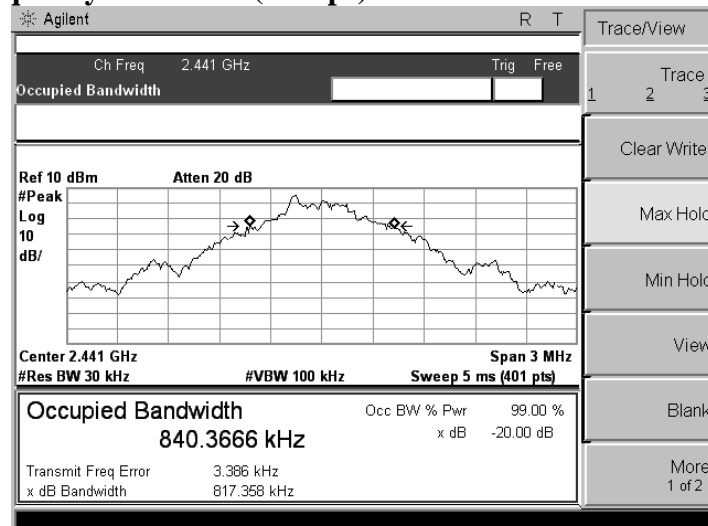 Agilent R T
Trace/View
Ch Freq 2.441 GHz Trig Free
Occupied Bandwidth
Trace
1 2 3
Clear Write
Max Hold
Min Hold
View
Blank
More
1 of 2
Ref 10 dBm Atten 20 dB
#Peak
Log
10
dB/
Center 2.441 GHz Span 3 MHz
#Res BW 30 kHz #VBW 100 kHz Sweep 5 ms (401 pts)
Occupied Bandwidth Occ BW % Pwr 99.00 %
840.3666 kHz x dB -20.00 dB
Transmit Freq Error 3.386 kHz
x dB Bandwidth 817.358 kHz